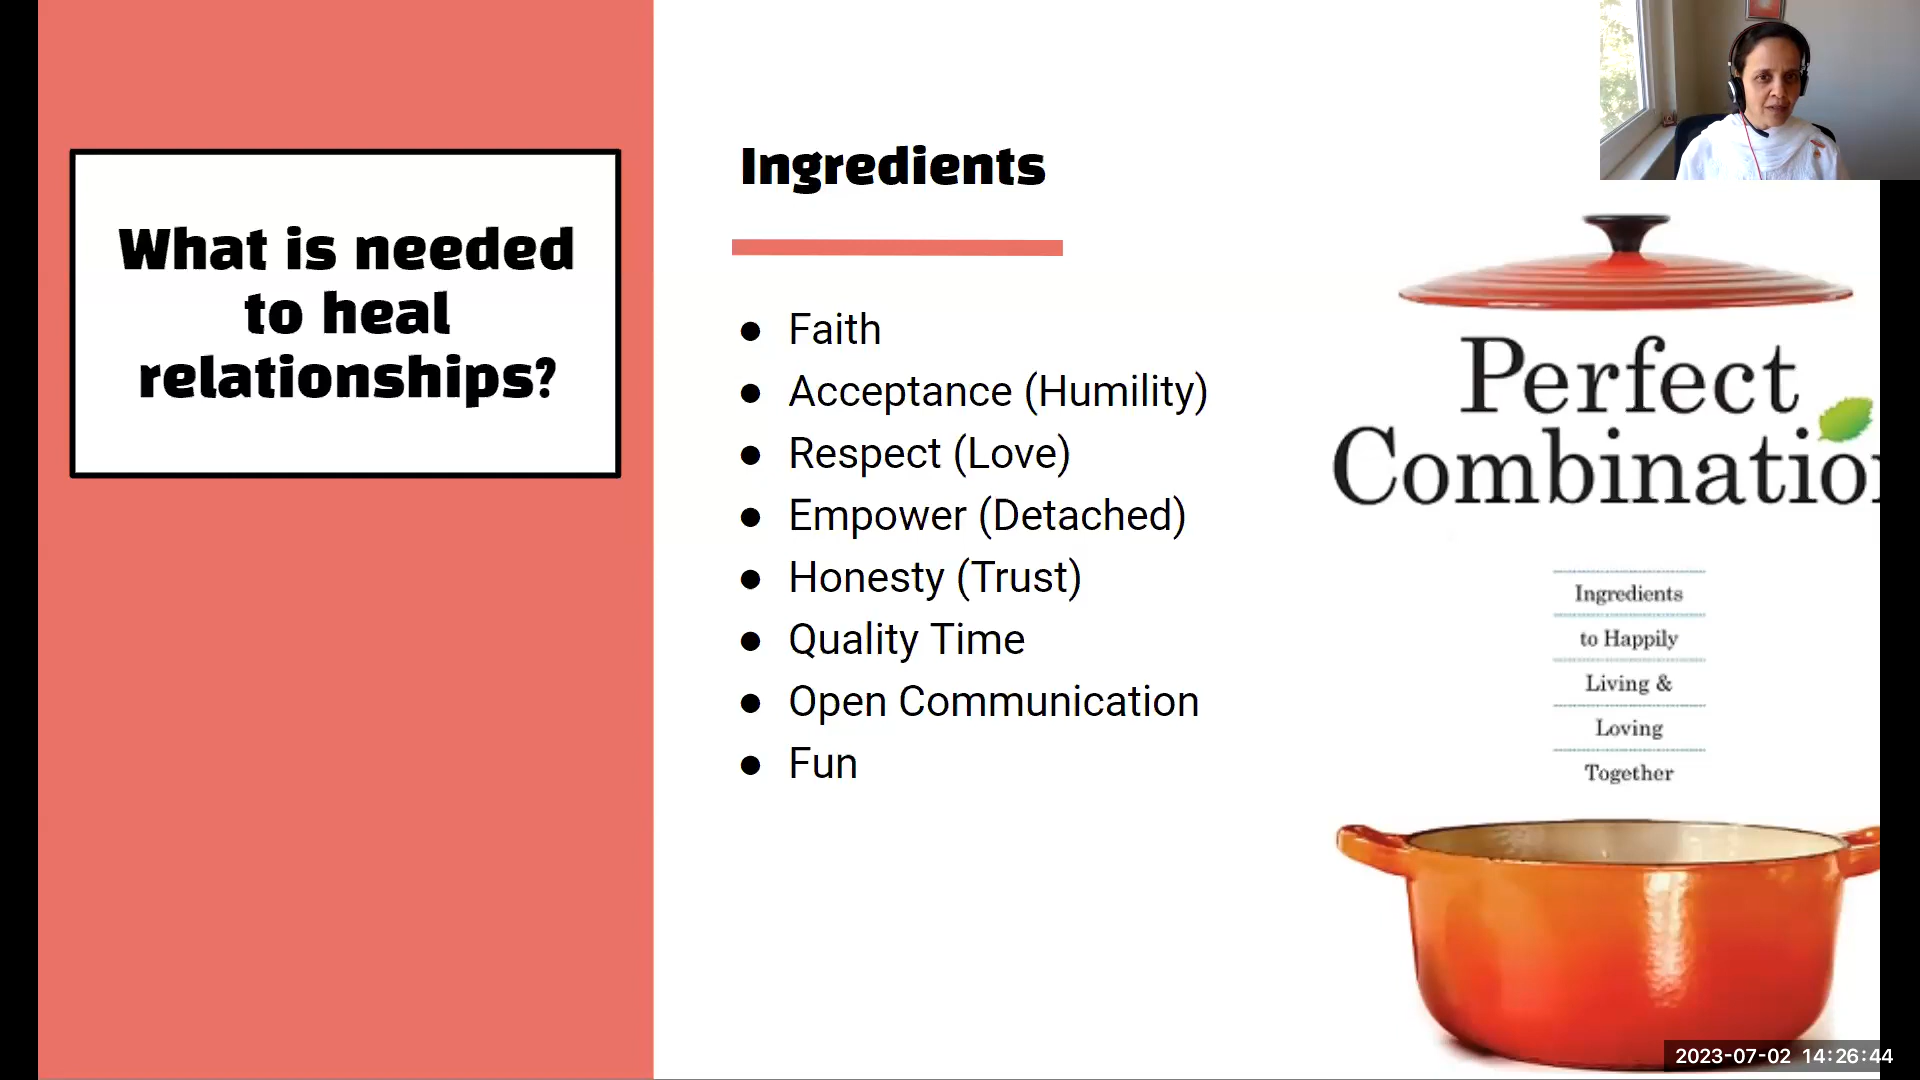 What is needed
to heal
relationships?
Ingredients
● Faith
● Acceptance (Humility)
● Respect (Love)
● Empower (Detached)
● Honesty (Trust)
● Quality Time
● Open Communication
● Fun
Perfect
Combinatio
Ingredients
to Happily
Living &
Loving
Together
2023-07-02 14:26:44